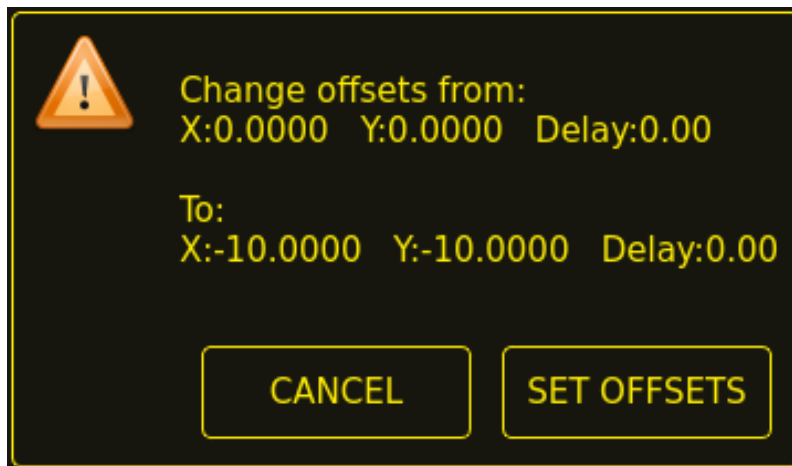 Change offsets from:
X:0.0000 Y:0.0000 Delay:0.00
To:
X:-10.0000 Y:-10.0000 Delay:0.00
CANCEL
SET OFFSETS